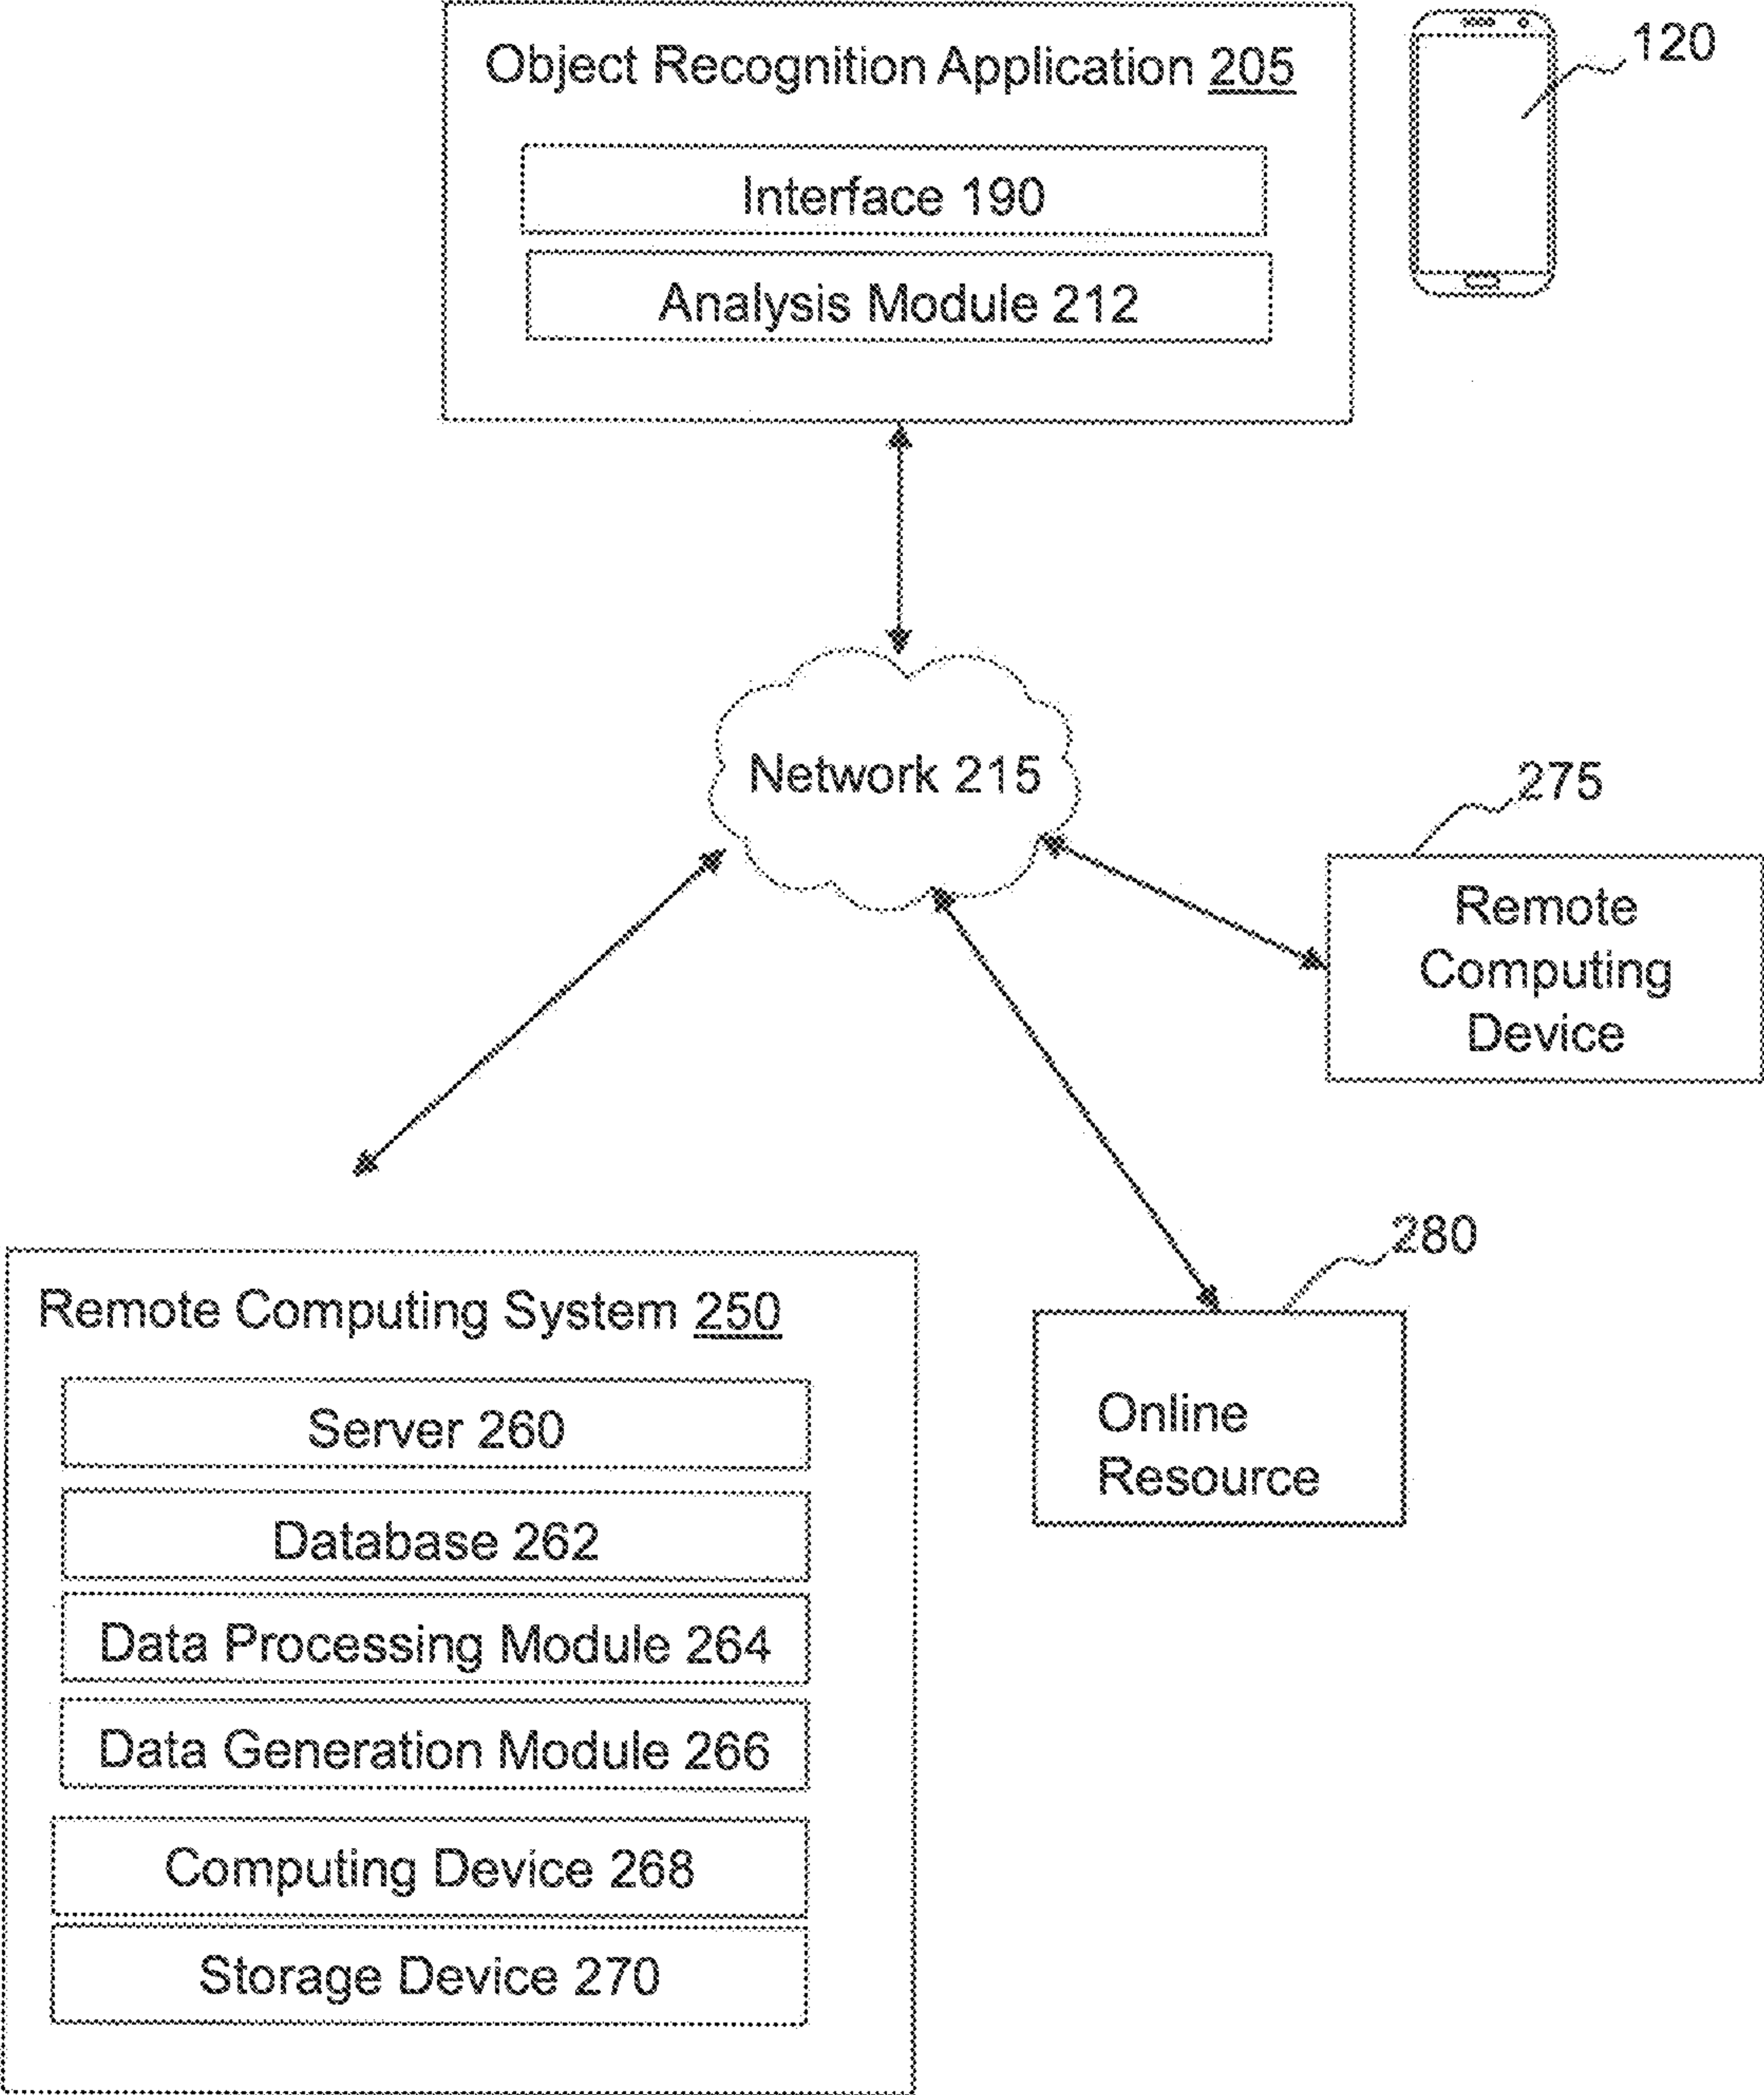 Object Recognition Application 205
120
Interface 190
Analysis Module 212
Network 215
275
Remote
Computing
Device
280
Online
Resource
Remote Computing System 250
Server 260
Database 262
Data Processing Module 264
Data Generation Module 266
Computing Device 268
Storage Device 270